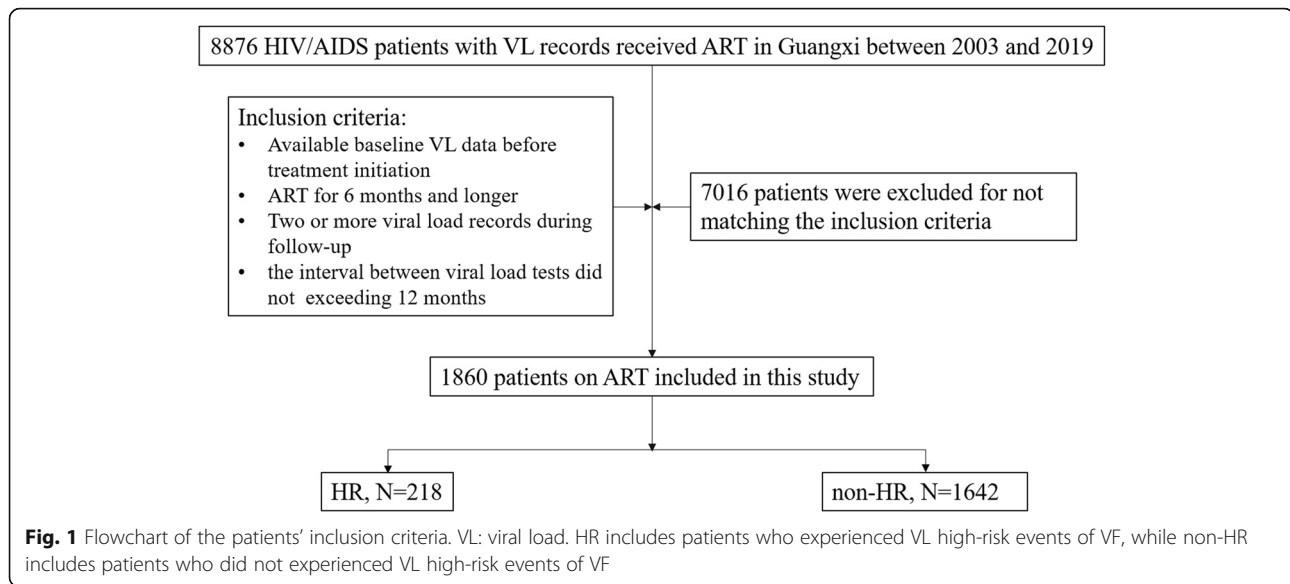 8876 HIV/AIDS patients with VL records received ART in Guangxi between 2003 and 2019
Inclusion criteria:
• Available baseline VL data before
treatment initiation
• ART for 6 months and longer
• Two or more viral load records during
follow-up
• the interval between viral load tests did
not exceeding 12 months
7016 patients were excluded for not
matching the inclusion criteria
1860 patients on ART included in this study
HR, N=218
non-HR, N=1642
Fig. 1 Flowchart of the patients’ inclusion criteria. VL: viral load. HR includes patients who experienced VL high-risk events of VF, while non-HR
includes patients who did not experienced VL high-risk events of VF